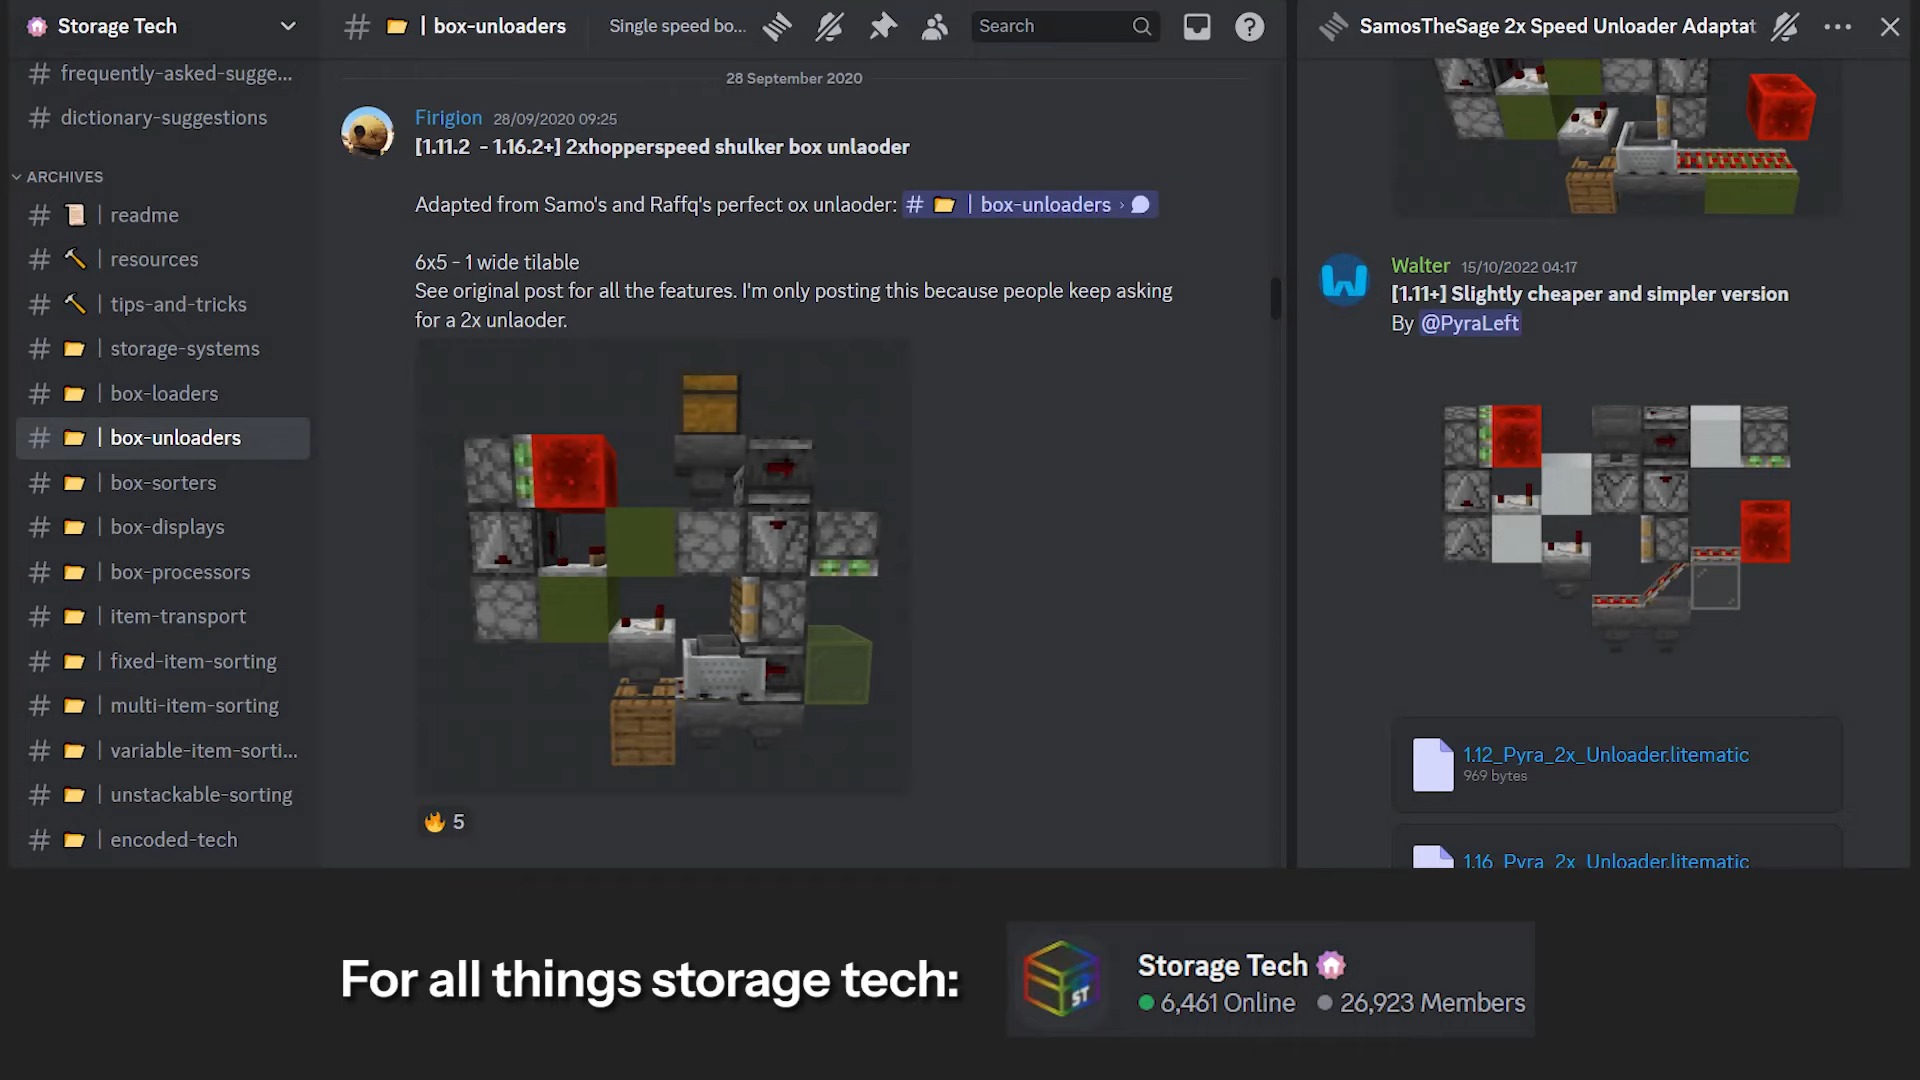 Storage Tech
frequently-asked-sugge...
dictionary-suggestions
ARCHIVES
| readme
| resources
| tips-and-tricks
| storage-systems
| box-loaders
| box-unloaders
| box-sorters
| box-displays
| box-processors
| item-transport
| fixed-item-sorting
| multi-item-sorting
| variable-item-sorti...
| unstackable-sorting
| encoded-tech
| box-unloaders
Single speed bo...
Search
28 September 2020
Firigion 28/09/2020 09:25
[1.11.2 - 1.16.2+] 2xhopperspeed shulker box unlaoder
Adapted from Samo's and Raffq's perfect ox unlaoder: # | box-unloaders ›
6x5 - 1 wide tilable
See original post for all the features. I'm only posting this because people keep asking
for a 2x unlaoder.
5
SamosTheSage 2x Speed Unloader Adaptat
Walter 15/10/2022 04:17
[1.11+] Slightly cheaper and simpler version
By @PyraLeft
1.12_Pyra_2x_Unloader.litematic
969 bytes
1.16_Pyra_2x_Unloader.litematic
For all things storage tech:
ST
Storage Tech
6,461 Online 26,923 Members